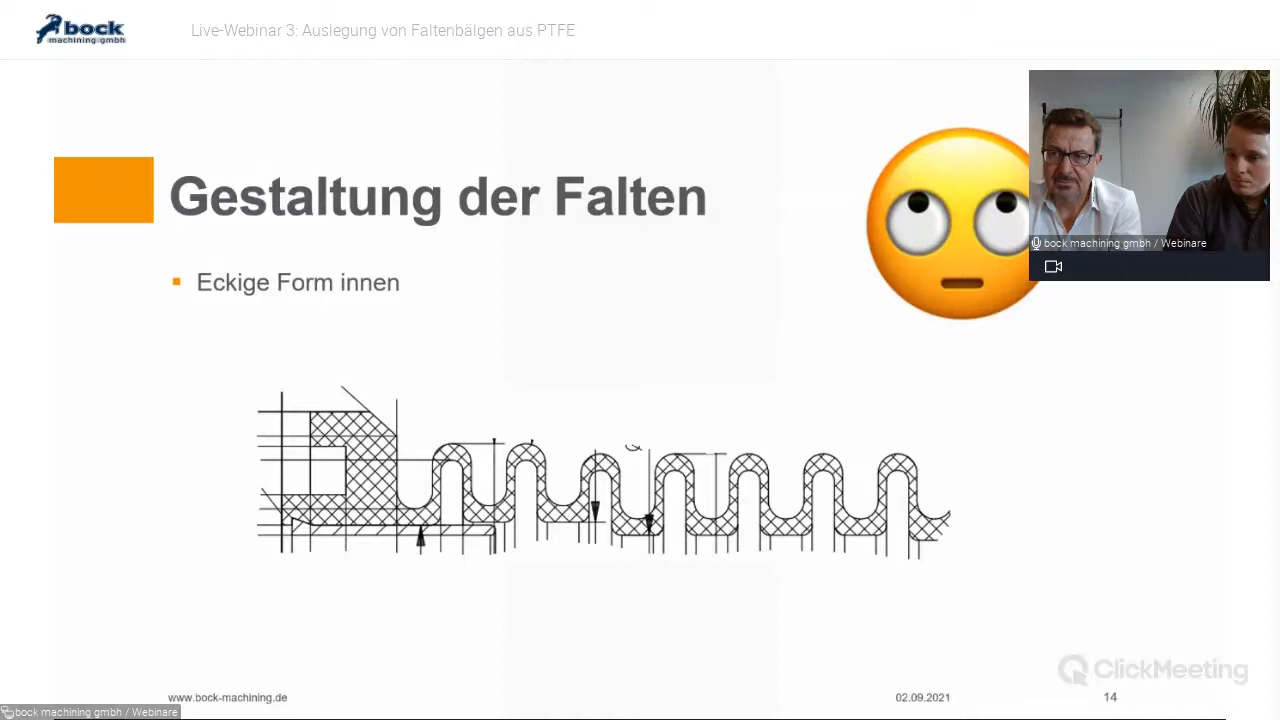 bock
machining gmbh
Live-Webinar 3: Auslegung von Faltenbälgen aus PTFE
Gestaltung der Falten
Eckige Form innen
bock machining gmbh / Webinare
ClickMeeting
www.bock-machining.de
02.09.2021
14
bock machining gmbh / Webinare